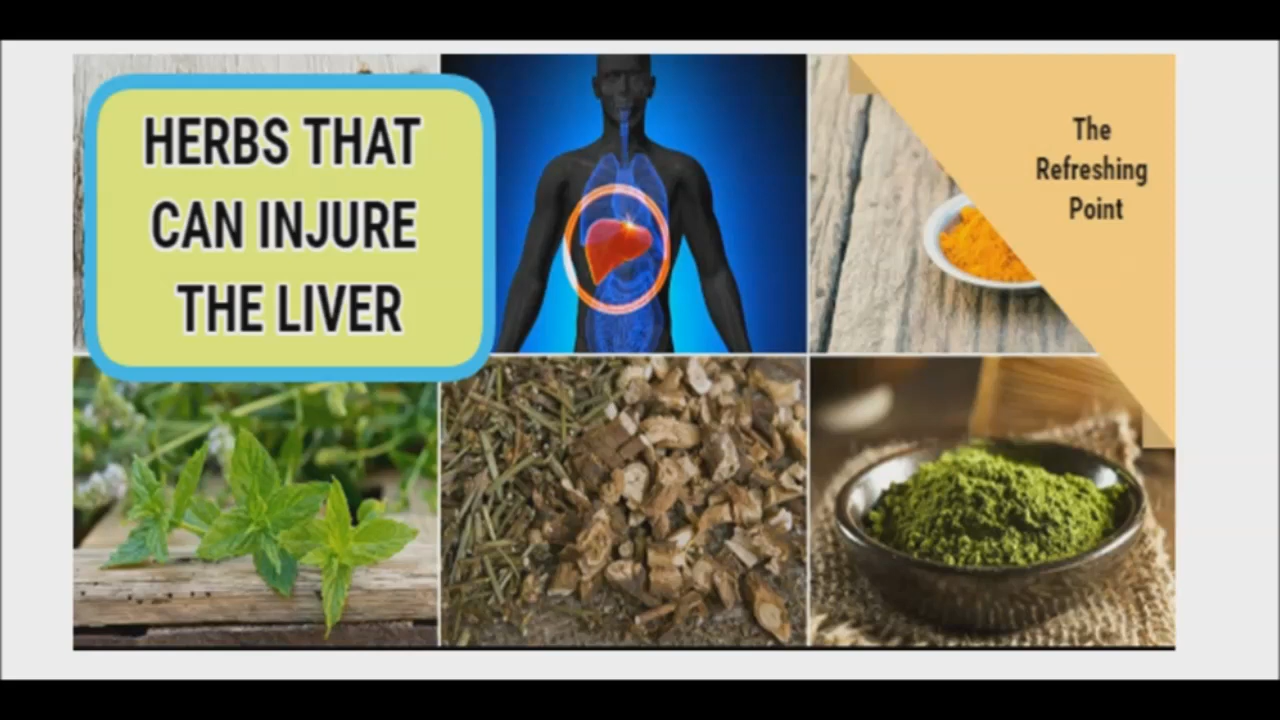 HERBS THAT
CAN INJURE
THE LIVER
The
Refreshing
Point